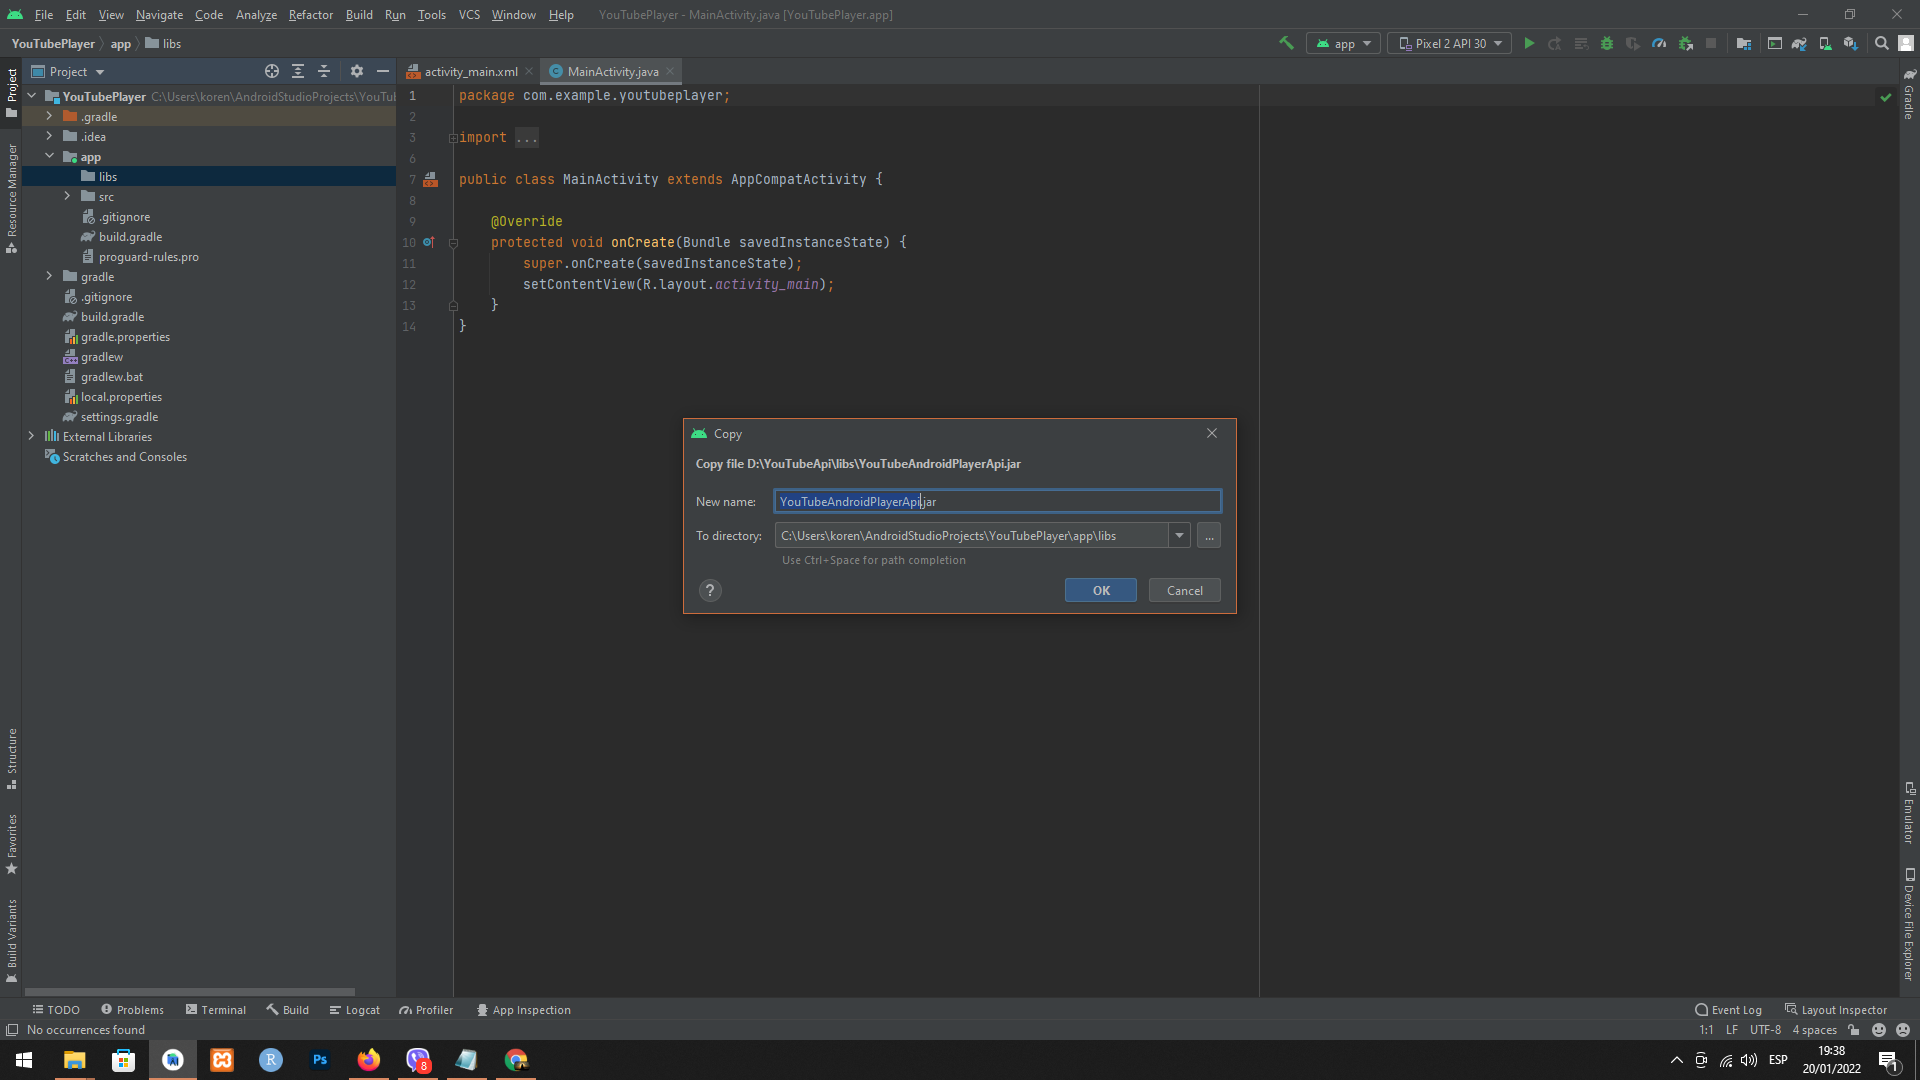 File Edit View Navigate Code Analyze Refactor Build Run Tools VCS Window Help YouTubePlayer - MainActivity.java [YouTubePlayer.app]
YouTubePlayer app libs
app Pixel 2 API 30
Project
activity_main.xml MainActivity.java
YouTubePlayer C:\Users\koren\AndroidStudioProjects\YouTu
.gradle
.idea
app
libs
src
.gitignore
build.gradle
proguard-rules.pro
gradle
.gitignore
build.gradle
gradle.properties
gradlew
gradlew.bat
local.properties
settings.gradle
External Libraries
Scratches and Consoles
1 package com.example.youtubeplayer;
2
3 import ...
6
7 public class MainActivity extends AppCompatActivity {
8
9 @Override
10 protected void onCreate(Bundle savedInstanceState) {
11 super.onCreate(savedInstanceState);
12 setContentView(R.layout.activity_main);
13 }
14 }
Copy
Copy file D:\YouTubeApi\libs\YouTubeAndroidPlayerApi.jar
New name: YouTubeAndroidPlayerApi.jar
To directory: C:\Users\koren\AndroidStudioProjects\YouTubePlayer\app\libs ...
Use Ctrl+Space for path completion
? OK Cancel
Project
Resource Manager
Structure
Favorites
Build Variants
Gradle
Emulator
Device File Explorer
TODO Problems Terminal Build Logcat Profiler App Inspection Event Log Layout Inspector
No occurrences found 1:1 LF UTF-8 4 spaces
R Ps 8 ESP
19:38
20/01/2022
1